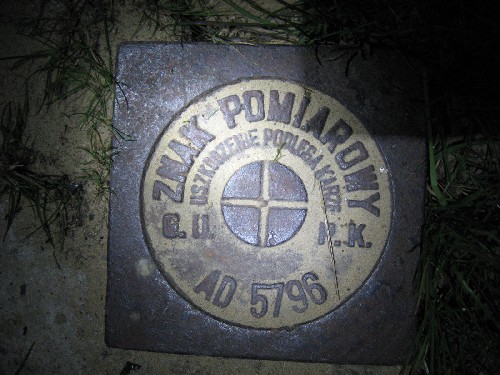 ZNAK POMIAROWY
USZKODZENIE PODLEGA KARZE
G.U. P.K.
AD 5796